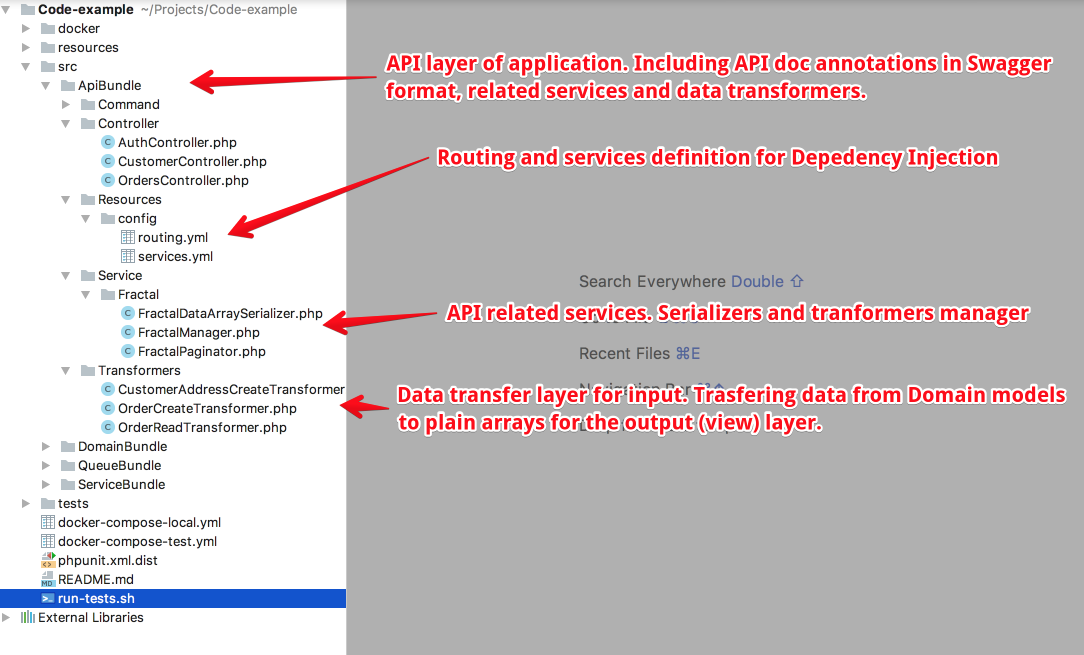 Code-example ~/Projects/Code-example
docker
resources
src
ApiBundle
Command
Controller
AuthController.php
CustomerController.php
OrdersController.php
Resources
config
routing.yml
services.yml
Service
Fractal
FractalDataArraySerializer.php
FractalManager.php
FractalPaginator.php
Transformers
CustomerAddressCreateTransformer
OrderCreateTransformer.php
OrderReadTransformer.php
DomainBundle
QueueBundle
ServiceBundle
tests
docker-compose-local.yml
docker-compose-test.yml
phpunit.xml.dist
README.md
run-tests.sh
External Libraries
API layer of application. Including API doc annotations in Swagger
format, related services and data transformers.
Routing and services definition for Depedency Injection
Search Everywhere Double ⇧
API related services. Serializers and tranformers manager
Recent Files ⌘E
Data transfer layer for input. Trasfering data from Domain models
to plain arrays for the output (view) layer.